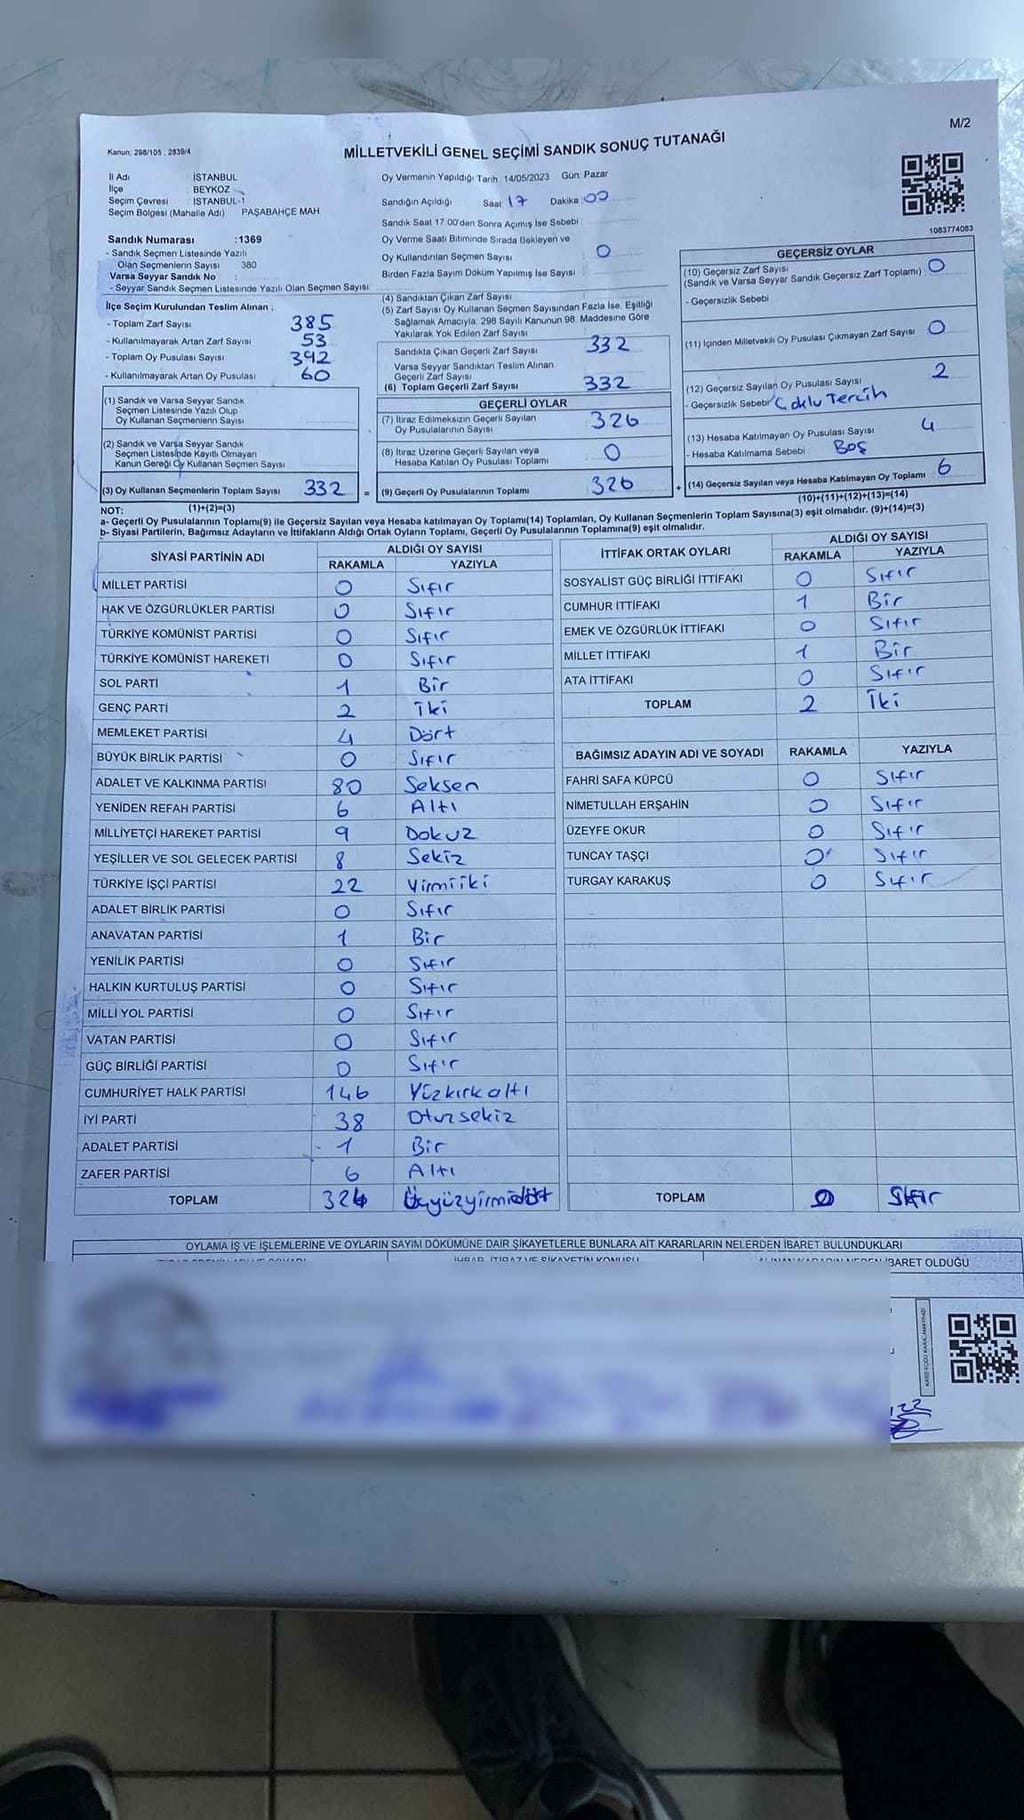 M/2
Kanun: 298/105 , 2839/4
MİLLETVEKİLİ GENEL SEÇİMİ SANDIK SONUÇ TUTANAĞI
1083774083
İl Adı İSTANBUL
İlçe BEYKOZ
Seçim Çevresi İSTANBUL-1
Seçim Bölgesi (Mahalle Adı) PAŞABAHÇE MAH
Sandık Numarası :1369
- Sandık Seçmen Listesinde Yazılı
Olan Seçmenlerin Sayısı 380
Varsa Seyyar Sandık No :
- Seyyar Sandık Seçmen Listesinde Yazılı Olan Seçmen Sayısı
Oy Vermenin Yapıldığı Tarih: 14/05/2023 Gün: Pazar
Sandığın Açıldığı Saat 17 Dakika 00
Sandık Saat 17.00'den Sonra Açımış İse Sebebi
Oy Verme Saati Bitiminde Sırada Bekleyen ve
Oy Kullandırılan Seçmen Sayısı 0
Birden Fazla Sayım Döküm Yapılmış İse Sayısı
İlçe Seçim Kurulundan Teslim Alınan :
- Toplam Zarf Sayısı 385
- Kullanılmayarak Artan Zarf Sayısı 53
- Toplam Oy Pusulası Sayısı 392
- Kullanılmayarak Artan Oy Pusulası 60
(1) Sandık ve Varsa Seyyar Sandık
Seçmen Listesinde Yazılı Olup
Oy Kullanan Seçmenlerin Sayısı
(2) Sandık ve Varsa Seyyar Sandık
Seçmen Listesinde Kayıtlı Olmayan
Kanun Gereği Oy Kullanan Seçmen Sayısı
(3) Oy Kullanan Seçmenlerin Toplam Sayısı 332 =
(4) Sandıktan Çıkan Zarf Sayısı
(5) Zarf Sayısı Oy Kullanan Seçmen Sayısından Fazla İse, Eşitliği
Sağlamak Amacıyla, 298 Sayılı Kanunun 98. Maddesine Göre
Yakılarak Yok Edilen Zarf Sayısı
Sandıkta Çıkan Geçerli Zarf Sayısı 332
Varsa Seyyar Sandıktan Teslim Alınan
Geçerli Zarf Sayısı
(6) Toplam Geçerli Zarf Sayısı 332
GEÇERLİ OYLAR
(7) İtiraz Edilmeksizin Geçerli Sayılan
Oy Pusulalarının Sayısı 326
(8) İtiraz Üzerine Geçerli Sayılan veya
Hesaba Katılan Oy Pusulası Toplamı 0
(9) Geçerli Oy Pusulalarının Toplamı 326 +
GEÇERSİZ OYLAR
(10) Geçersiz Zarf Sayısı
(Sandık ve Varsa Seyyar Sandık Geçersiz Zarf Toplamı) 0
- Geçersizlik Sebebi
(11) İçinden Milletvekili Oy Pusulası Çıkmayan Zarf Sayısı 0
(12) Geçersiz Sayılan Oy Pusulası Sayısı 2
- Geçersizlik Sebebi Çoklu Tercih
(13) Hesaba Katılmayan Oy Pusulası Sayısı 4
- Hesaba Katılmama Sebebi Boş
(14) Geçersiz Sayılan veya Hesaba Katılmayan Oy Toplamı 6
NOT: (1)+(2)=(3) (10)+(11)+(12)+(13)=(14)
a- Geçerli Oy Pusulalarının Toplamı(9) ile Geçersiz Sayılan veya Hesaba katılmayan Oy Toplamı(14) Toplamları, Oy Kullanan Seçmenlerin Toplam Sayısına(3) eşit olmalıdır. (9)+(14)=(3)
b- Siyasi Partilerin, Bağımsız Adayların ve İttifakların Aldığı Ortak Oyların Toplamı, Geçerli Oy Pusulalarının Toplamına(9) eşit olmalıdır.
SİYASİ PARTİNİN ADI ALDIĞI OY SAYISI
RAKAMLA YAZIYLA
MİLLET PARTİSİ 0 Sıfır
HAK VE ÖZGÜRLÜKLER PARTİSİ 0 Sıfır
TÜRKİYE KOMÜNİST PARTİSİ 0 Sıfır
TÜRKİYE KOMÜNİST HAREKETİ 0 Sıfır
SOL PARTİ 1 Bir
GENÇ PARTİ 2 İki
MEMLEKET PARTİSİ 4 Dört
BÜYÜK BİRLİK PARTİSİ 0 Sıfır
ADALET VE KALKINMA PARTİSİ 80 Seksen
YENİDEN REFAH PARTİSİ 6 Altı
MİLLİYETÇİ HAREKET PARTİSİ 9 Dokuz
YEŞİLLER VE SOL GELECEK PARTİSİ 8 Sekiz
TÜRKİYE İŞÇİ PARTİSİ 22 Yirmiiki
ADALET BİRLİK PARTİSİ 0 Sıfır
ANAVATAN PARTİSİ 1 Bir
YENİLİK PARTİSİ 0 Sıfır
HALKIN KURTULUŞ PARTİSİ 0 Sıfır
MİLLİ YOL PARTİSİ 0 Sıfır
VATAN PARTİSİ 0 Sıfır
GÜÇ BİRLİĞİ PARTİSİ 0 Sıfır
CUMHURİYET HALK PARTİSİ 146 Yüzkırkaltı
İYİ PARTİ 38 Otuzsekiz
ADALET PARTİSİ 1 Bir
ZAFER PARTİSİ 6 Altı
TOPLAM 324 Üçyüzyirmidört
İTTİFAK ORTAK OYLARI ALDIĞI OY SAYISI
RAKAMLA YAZIYLA
SOSYALİST GÜÇ BİRLİĞİ İTTİFAKI 0 Sıfır
CUMHUR İTTİFAKI 1 Bir
EMEK VE ÖZGÜRLÜK İTTİFAKI 0 Sıfır
MİLLET İTTİFAKI 1 Bir
ATA İTTİFAKI 0 Sıfır
TOPLAM 2 İki
BAĞIMSIZ ADAYIN ADI VE SOYADI RAKAMLA YAZIYLA
FAHRİ SAFA KÜPCÜ 0 Sıfır
NİMETULLAH ERŞAHİN 0 Sıfır
ÜZEYFE OKUR 0 Sıfır
TUNCAY TAŞÇI 0 Sıfır
TURGAY KARAKUŞ 0 Sıfır
TOPLAM 0 Sıfır
OYLAMA İŞ VE İŞLEMLERİNE VE OYLARIN SAYIM DÖKÜMÜNE DAİR ŞİKAYETLERLE BUNLARA AİT KARARLARIN NELERDEN İBARET BULUNDUKLARI
İHBAR, İTİRAZ VE ŞİKAYETİN KONUSU